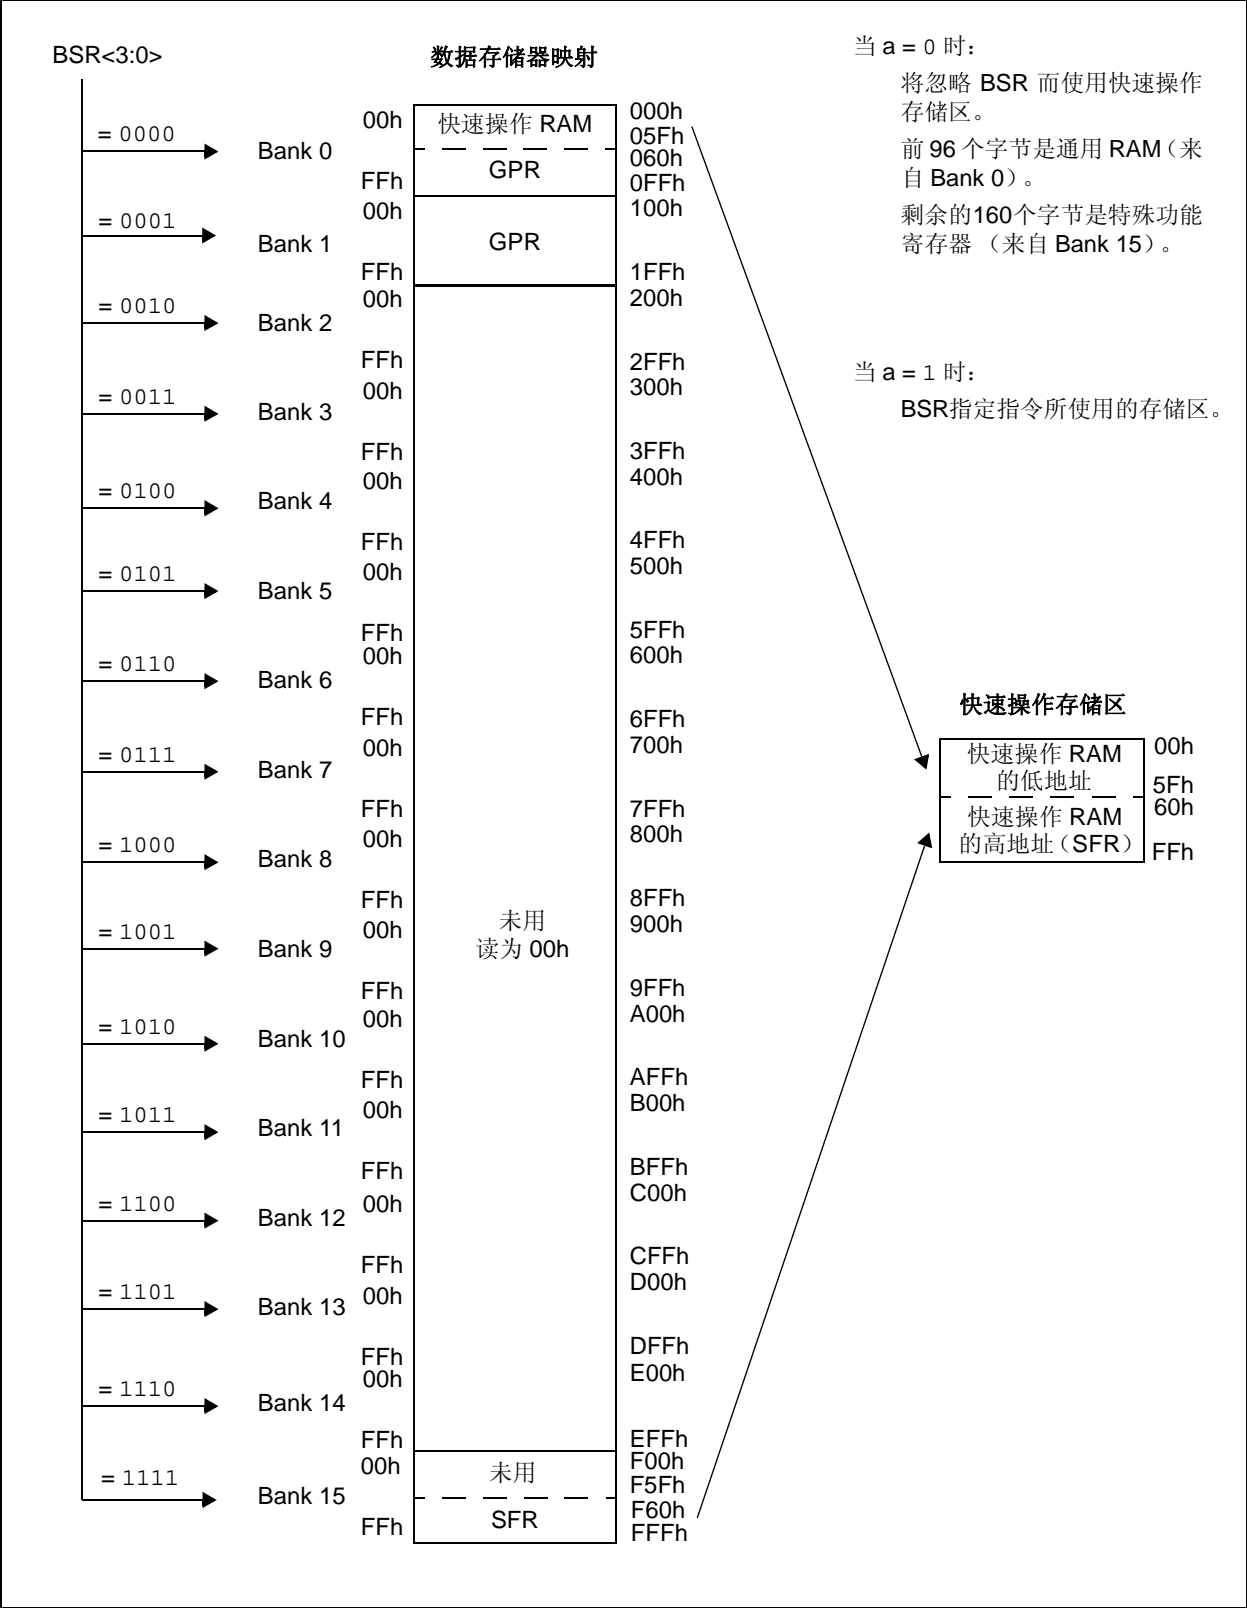 BSR<3:0>
数据存储器映射
= 0000
Bank 0
00h
FFh
快速操作 RAM
GPR
000h
05Fh
060h
0FFh
= 0001
Bank 1
00h
FFh
GPR
100h
1FFh
= 0010
Bank 2
00h
FFh
200h
2FFh
= 0011
Bank 3
00h
FFh
300h
3FFh
= 0100
Bank 4
00h
FFh
400h
4FFh
= 0101
Bank 5
00h
FFh
500h
5FFh
= 0110
Bank 6
00h
FFh
600h
6FFh
= 0111
Bank 7
00h
FFh
700h
7FFh
= 1000
Bank 8
00h
FFh
800h
8FFh
= 1001
Bank 9
00h
FFh
未用
读为 00h
900h
9FFh
= 1010
Bank 10
00h
FFh
A00h
AFFh
= 1011
Bank 11
00h
FFh
B00h
BFFh
= 1100
Bank 12
00h
FFh
C00h
CFFh
= 1101
Bank 13
00h
FFh
D00h
DFFh
= 1110
Bank 14
00h
FFh
E00h
EFFh
= 1111
Bank 15
00h
FFh
未用
SFR
F00h
F5Fh
F60h
FFFh
当 a = 0 时：
将忽略 BSR 而使用快速操作
存储区。
前 96 个字节是通用 RAM（来
自 Bank 0）。
剩余的160个字节是特殊功能
寄存器 （来自 Bank 15）。
当 a = 1 时：
BSR指定指令所使用的存储区。
快速操作存储区
快速操作 RAM
的低地址
00h
5Fh
快速操作 RAM
的高地址（SFR）
60h
FFh